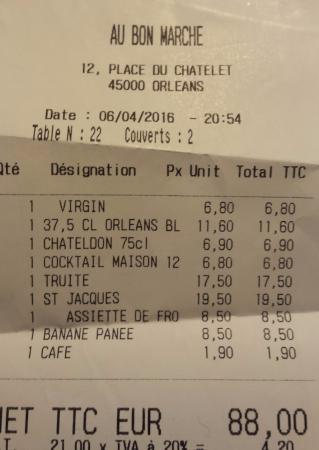 AU BON MARCHE
12, PLACE DU CHATELET
45000 ORLEANS
Date : 06/04/2016 - 20:54
Table N : 22 Couverts : 2
Qté Désignation Px Unit Total TTC
1 VIRGIN 6,80 6,80
1 37,5 CL ORLEANS BL 11,60 11,60
1 CHATELDON 75cl 6,90 6,90
1 COCKTAIL MAISON 12 6,80 6,80
1 TRUITE 17,50 17,50
1 ST JACQUES 19,50 19,50
1 ASSIETTE DE FRO 8,50 8,50
1 BANANE PANEE 8,50 8,50
1 CAFE 1,90 1,90
NET TTC EUR 88,00
.T. 21,00 x TVA à 20% = 4,20